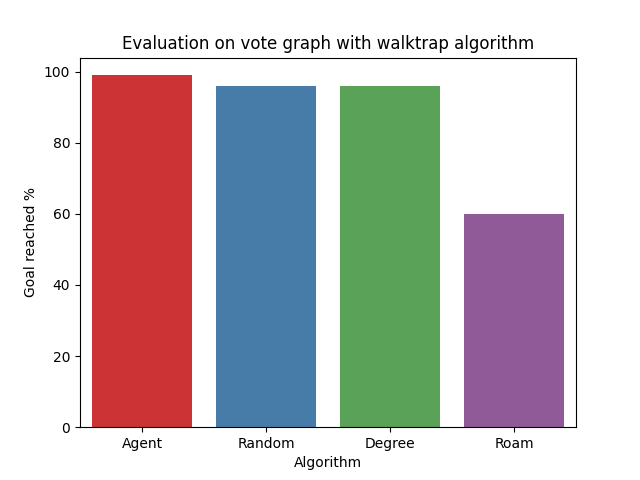 Evaluation on vote graph with walktrap algorithm
Goal reached %
100
80
60
40
20
0
Agent Random Degree Roam
Algorithm